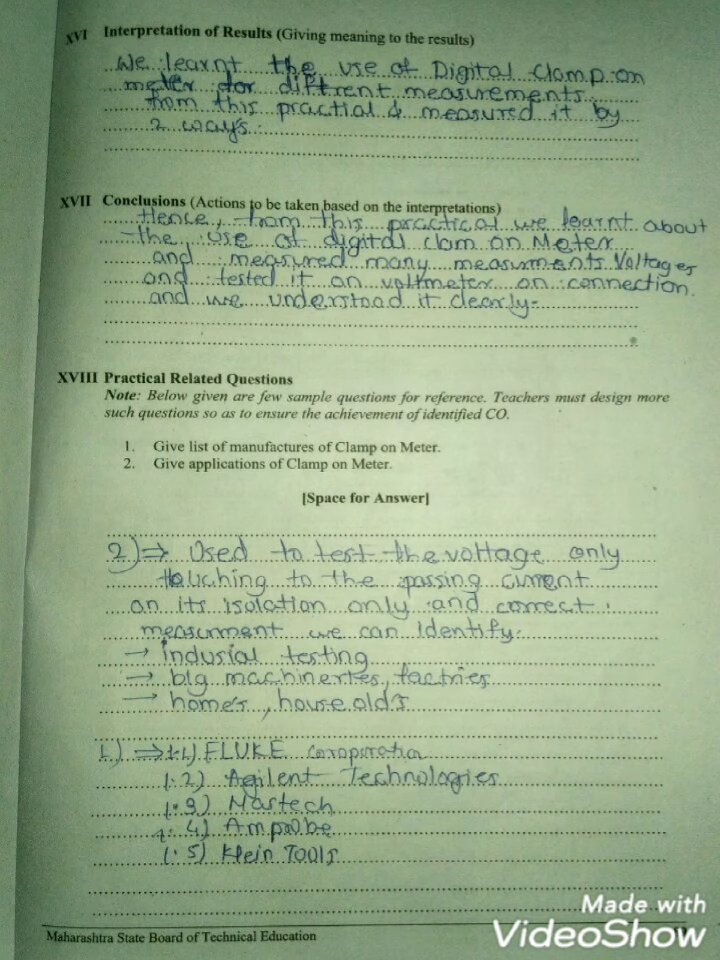 XVI Interpretation of Results (Giving meaning to the results)
We learnt the use of Digital Clamp on
meter for different measurements.
from this practial & measured it by
2 ways.
XVII Conclusions (Actions to be taken based on the interpretations)
Hence, from this practical we learnt about
the use of digital clam on Meter
and measured many measurments Voltages
and tested it on voltmeter on connection.
and we understood it clearly.
XVIII Practical Related Questions
Note: Below given are few sample questions for reference. Teachers must design more
such questions so as to ensure the achievement of identified CO.
1. Give list of manufactures of Clamp on Meter.
2. Give applications of Clamp on Meter.
[Space for Answer]
2) ⇒ Used to test the voltage only
touching to the passing current
on its isolation only and correct
measurment we can Identify.
→ indusial testing
→ big machineries, factries
→ home's, house old's
1) ⇒ 1.1) FLUKE coroporation
1.2) Agilent Technologies
1.3) Mastech
1.4) Amprobe
1.5) Klein TOOLS
Maharashtra State Board of Technical Education
Made with
VideoShow